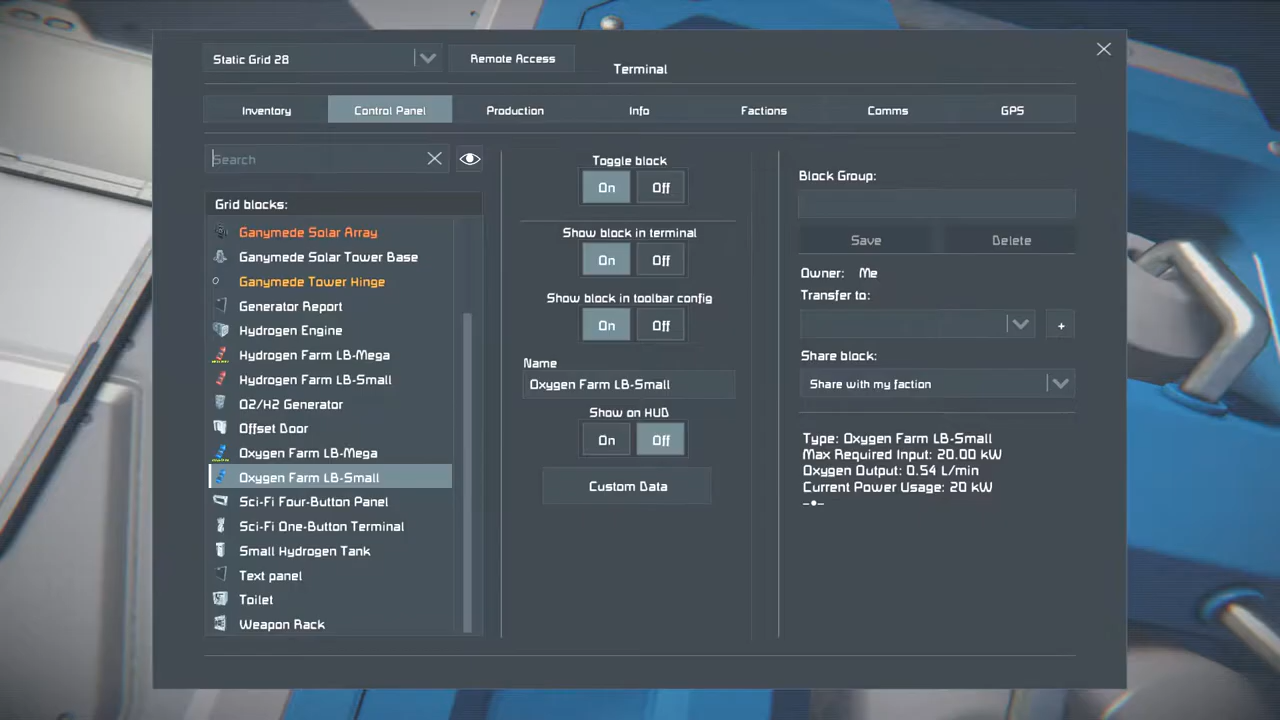 Static Grid 28
Remote Access
Terminal
Inventory
Control Panel
Production
Info
Factions
Comms
GPS
Search
Grid blocks:
Ganymede Solar Array
Ganymede Solar Tower Base
Ganymede Tower Hinge
Generator Report
Hydrogen Engine
Hydrogen Farm LB-Mega
Hydrogen Farm LB-Small
O2/H2 Generator
Offset Door
Oxygen Farm LB-Mega
Oxygen Farm LB-Small
Sci-Fi Four-Button Panel
Sci-Fi One-Button Terminal
Small Hydrogen Tank
Text panel
Toilet
Weapon Rack
Toggle block
On Off
Show block in terminal
On Off
Show block in toolbar config
On Off
Name
Oxygen Farm LB-Small
Show on HUD
On Off
Custom Data
Block Group:
Save
Delete
Owner: Me
Transfer to:
+
Share block:
Share with my faction
Type: Oxygen Farm LB-Small
Max Required Input: 20.00 kW
Oxygen Output: 0.54 L/min
Current Power Usage: 20 kW
-•-